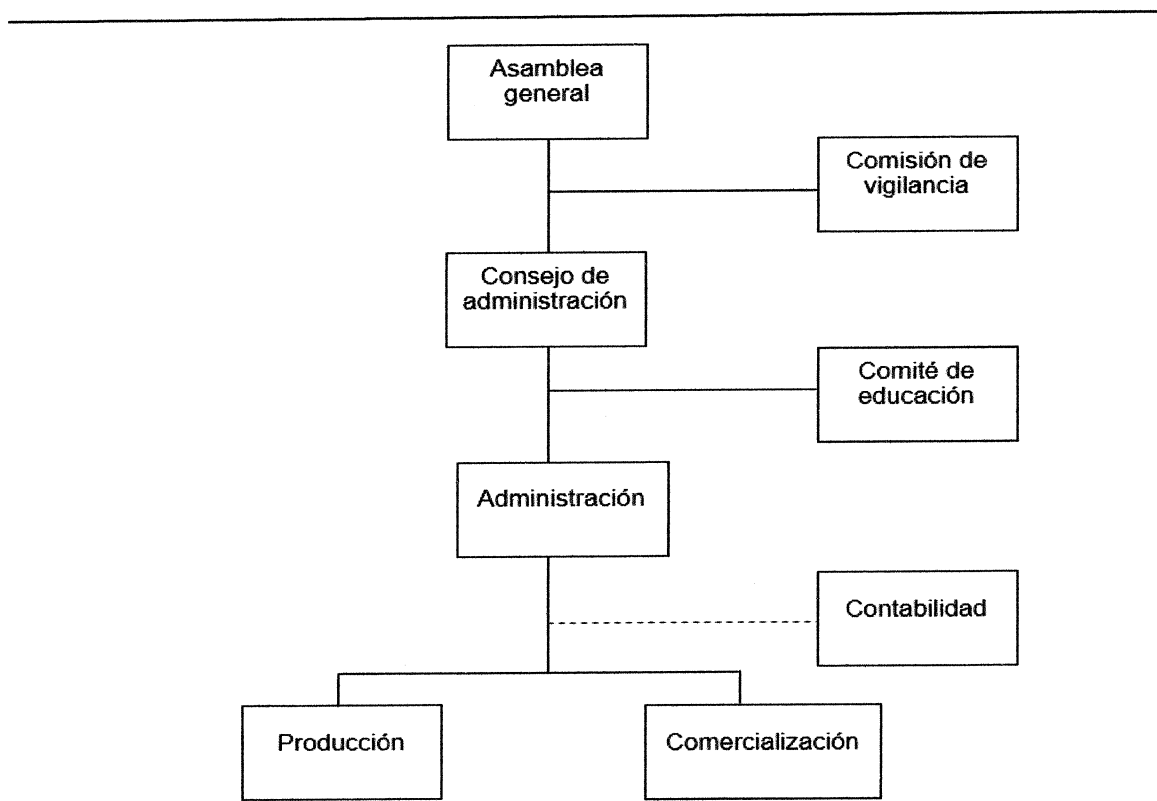 Asamblea
general
Comisión de
vigilancia
Consejo de
administración
Comité de
educación
Administración
Contabilidad
Producción
Comercialización